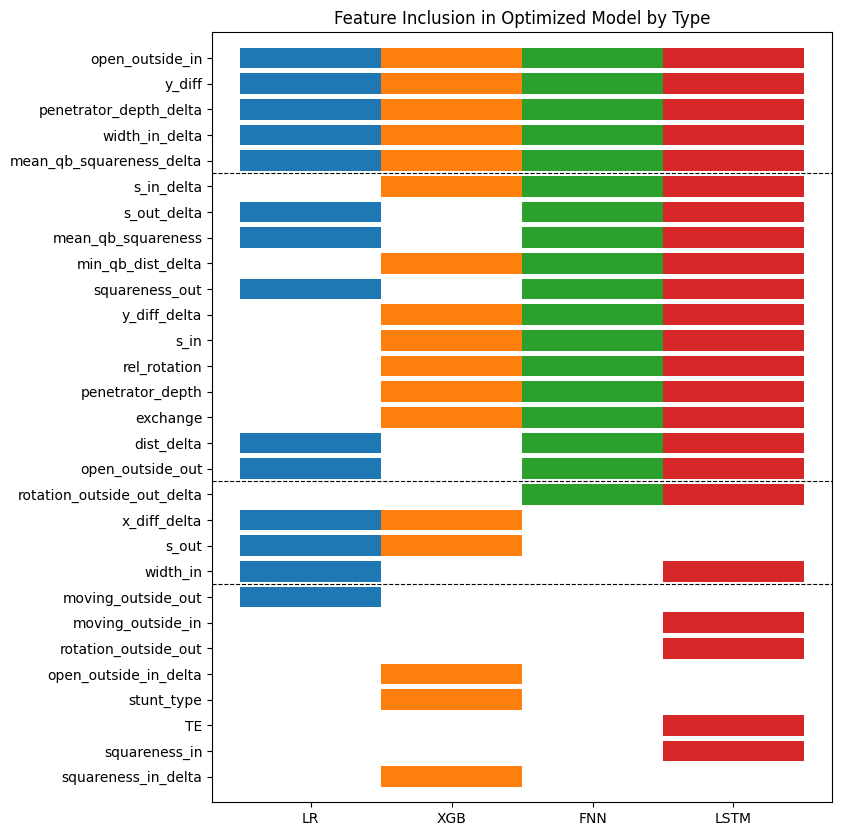 Feature Inclusion in Optimized Model by Type
open_outside_in
y_diff
penetrator_depth_delta
width_in_delta
mean_qb_squareness_delta
s_in_delta
s_out_delta
mean_qb_squareness
min_qb_dist_delta
squareness_out
y_diff_delta
s_in
rel_rotation
penetrator_depth
exchange
dist_delta
open_outside_out
rotation_outside_out_delta
x_diff_delta
s_out
width_in
moving_outside_out
moving_outside_in
rotation_outside_out
open_outside_in_delta
stunt_type
TE
squareness_in
squareness_in_delta
LR XGB FNN LSTM